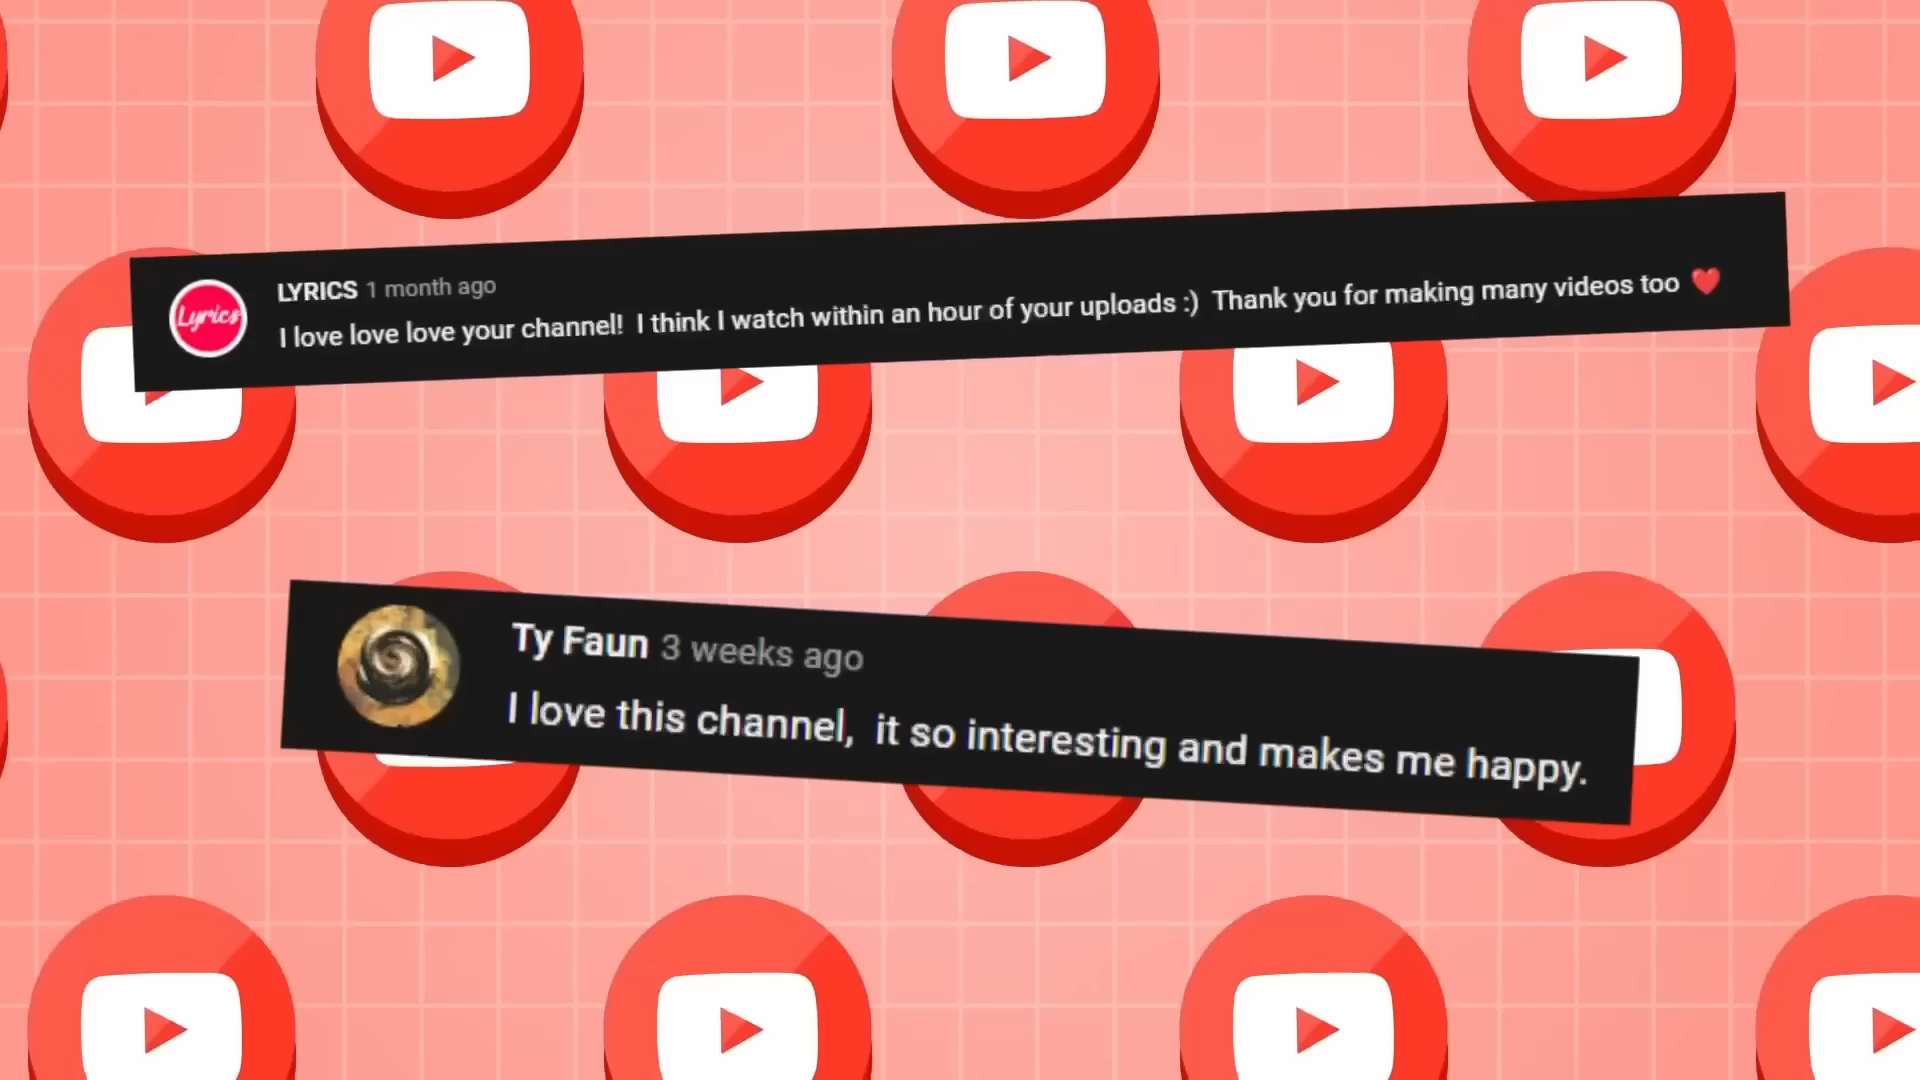 LYRICS 1 month ago
Lyrics
I love love love your channel!  I think I watch within an hour of your uploads :)  Thank you for making many videos too ❤️
Ty Faun 3 weeks ago
I love this channel,  it so interesting and makes me happy.